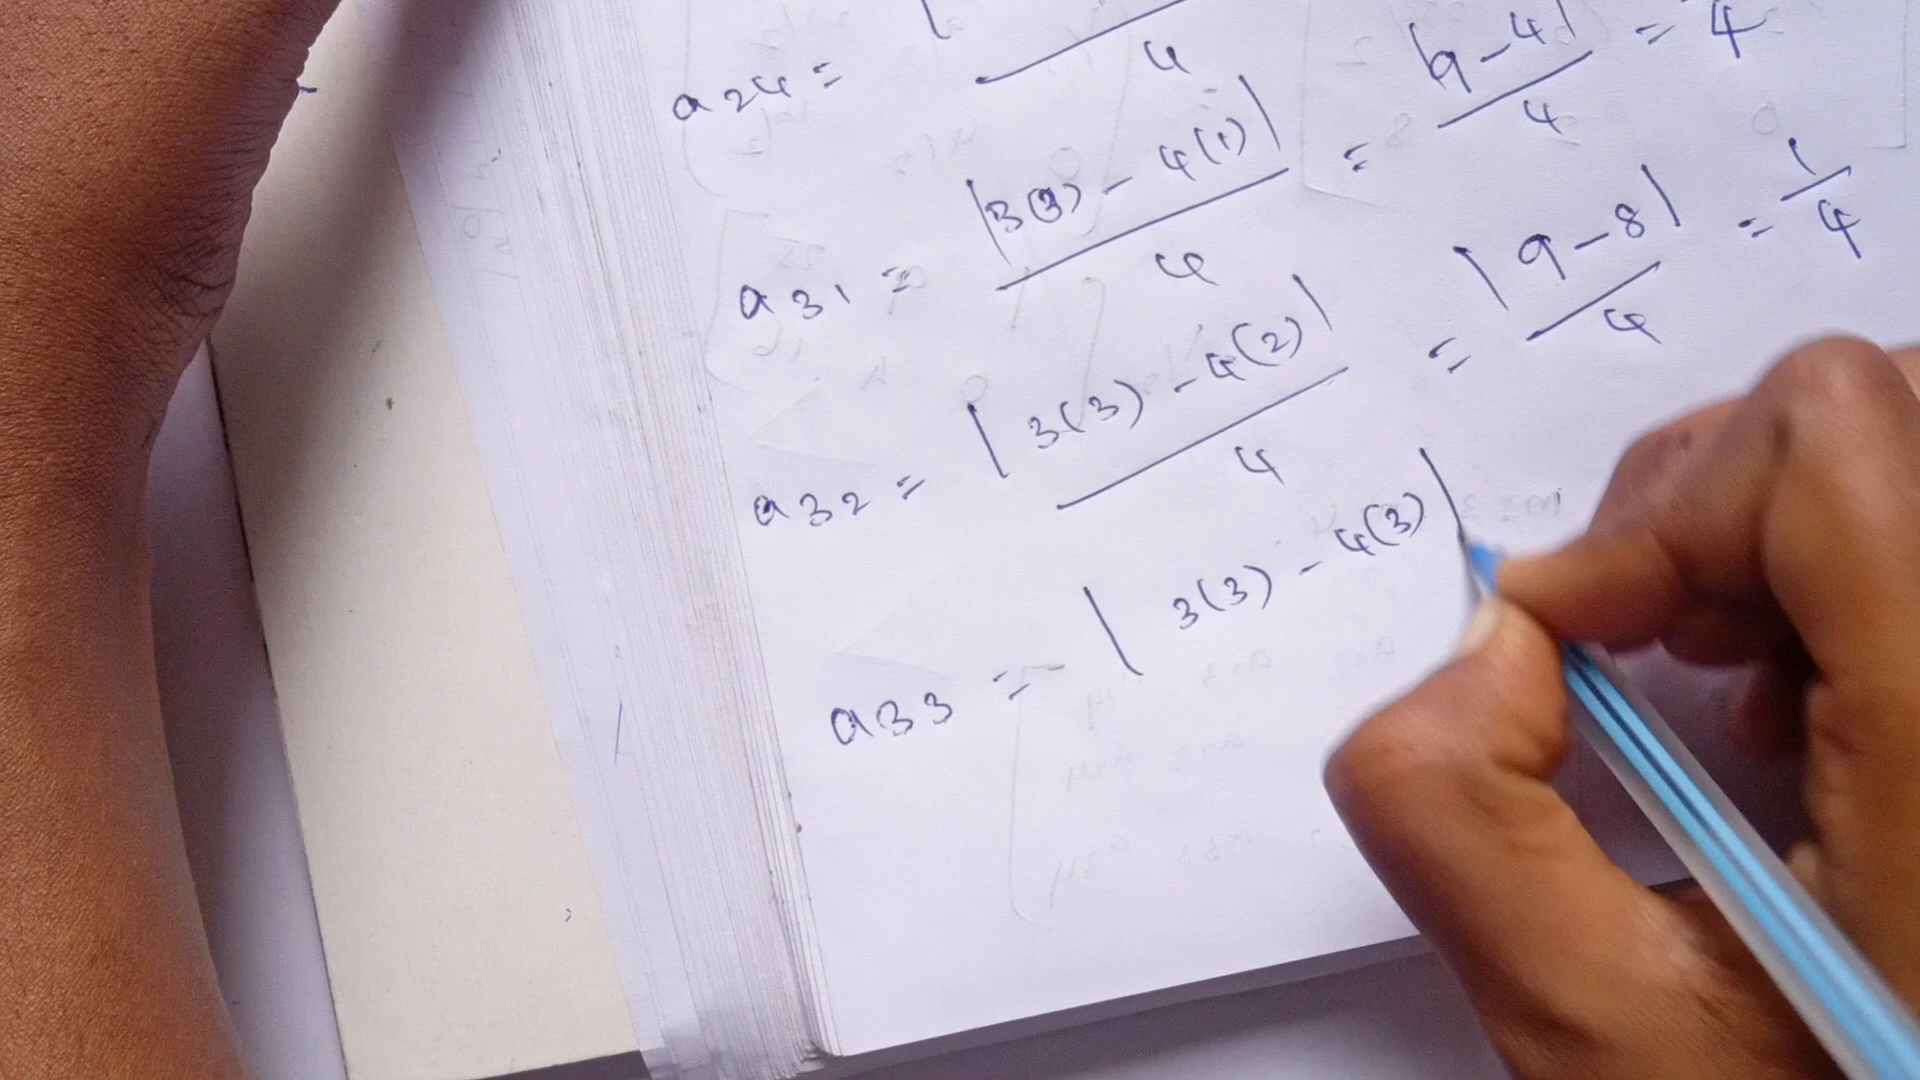 a24 = | / 4
a31 = |3(3) - 4(1)| / 4 = |9 - 4| / 4 = / 4
a32 = |3(3) - 4(2)| / 4 = |9 - 8| / 4 = 1 / 4
a33 = |3(3) - 4(3)|